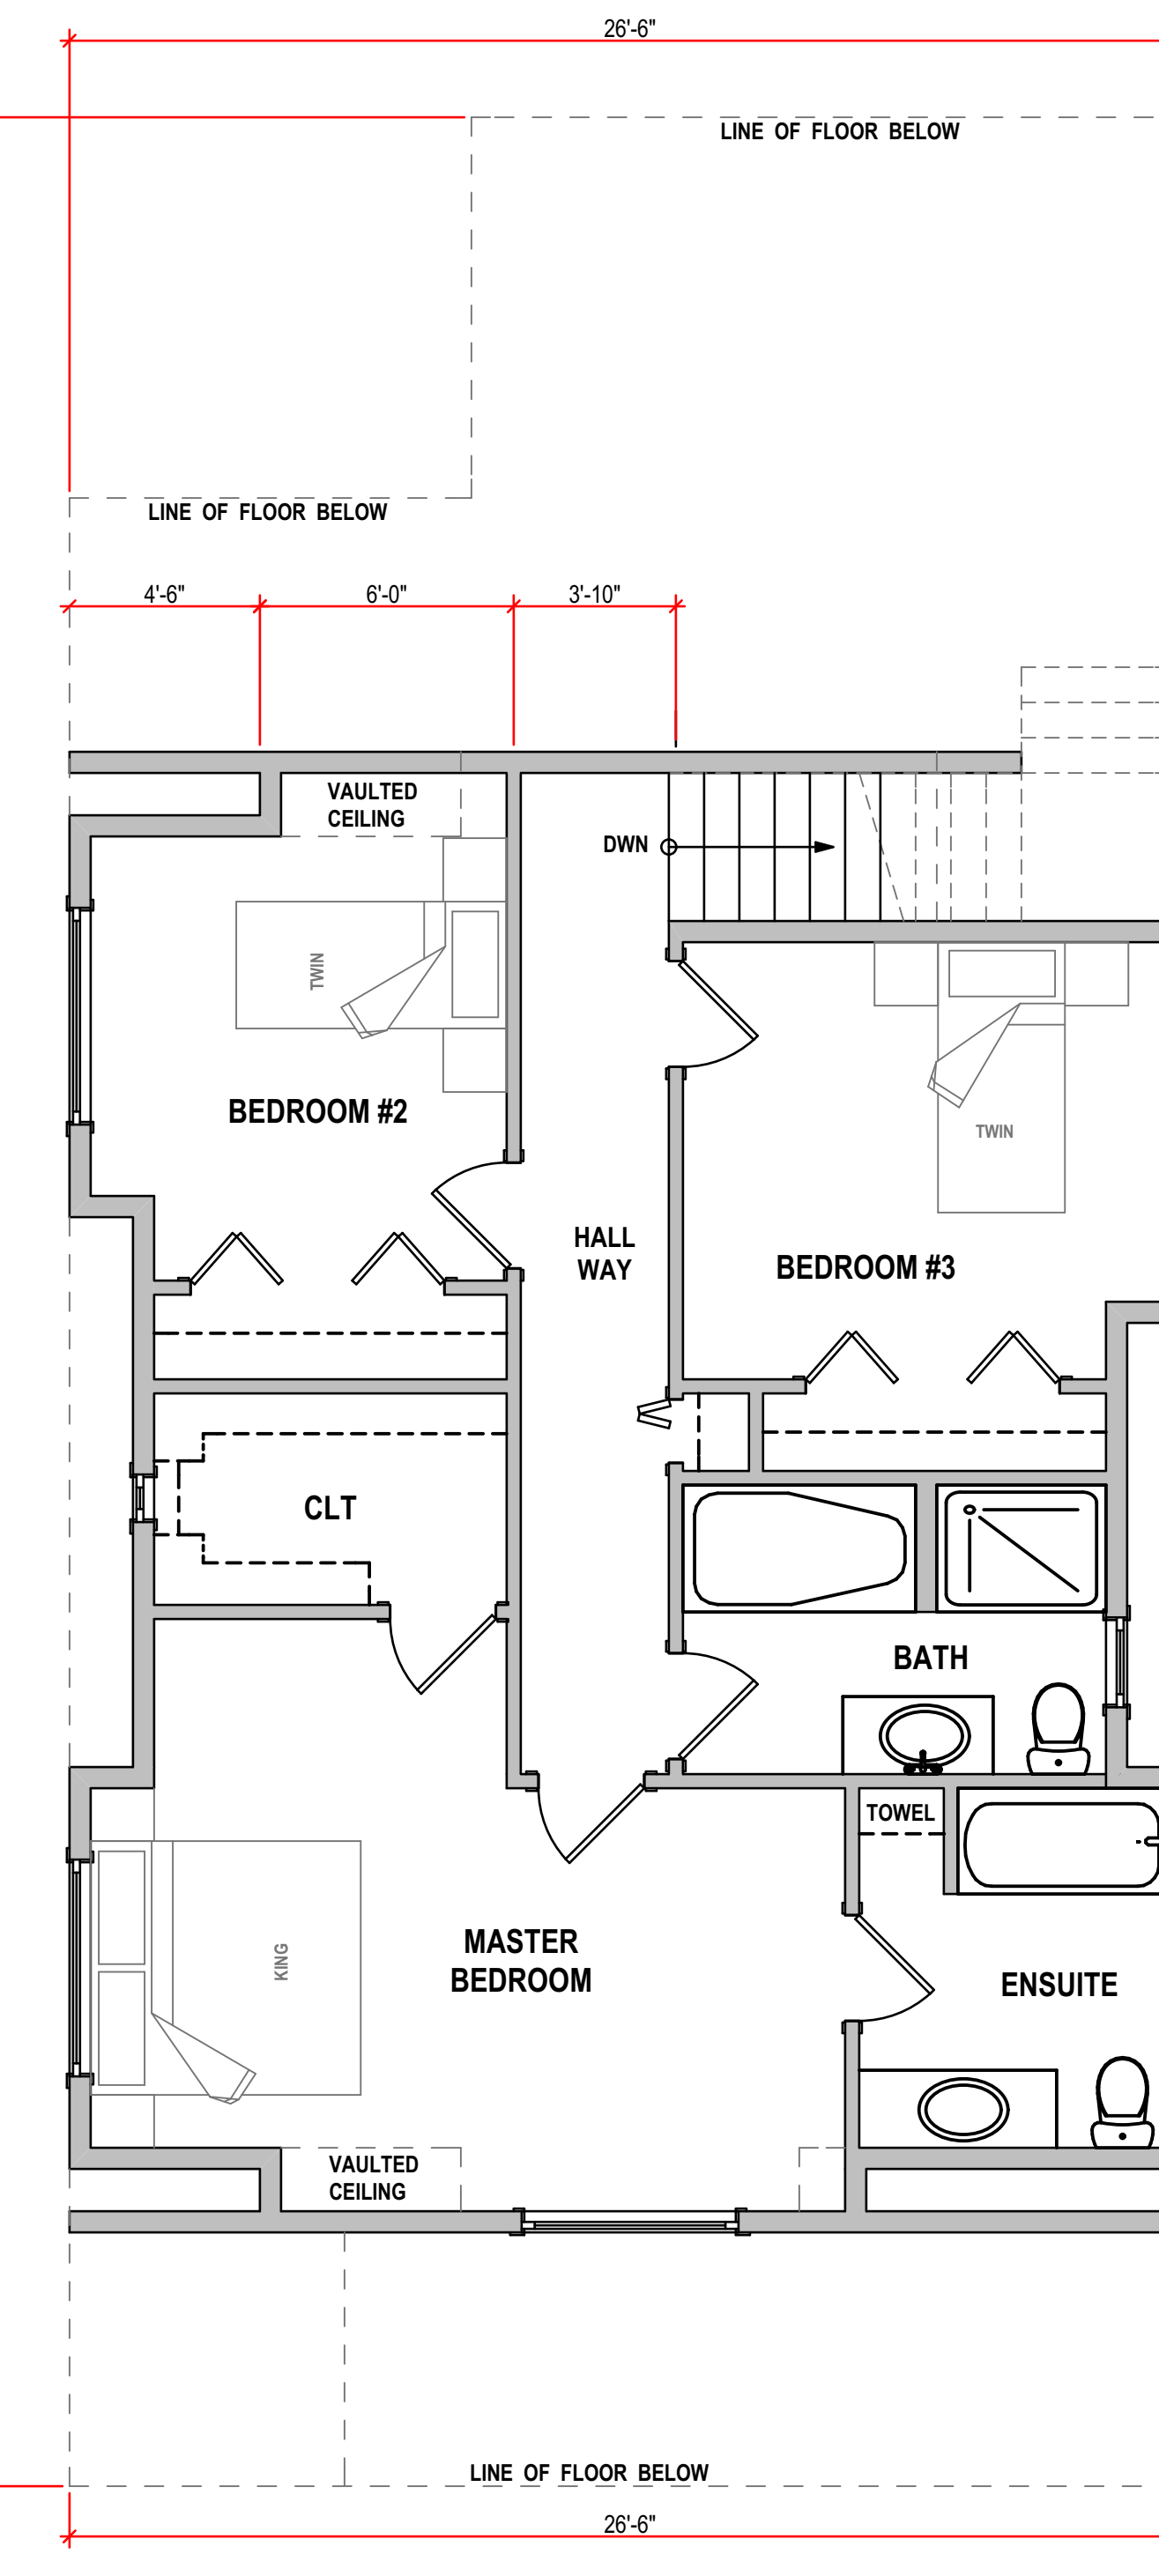 26'-6"
LINE OF FLOOR BELOW
LINE OF FLOOR BELOW
4'-6"
6'-0"
3'-10"
VAULTED
CEILING
DWN
TWIN
BEDROOM #2
TWIN
HALL
WAY
BEDROOM #3
CLT
BATH
TOWEL
MASTER
BEDROOM
KING
ENSUITE
VAULTED
CEILING
LINE OF FLOOR BELOW
26'-6"